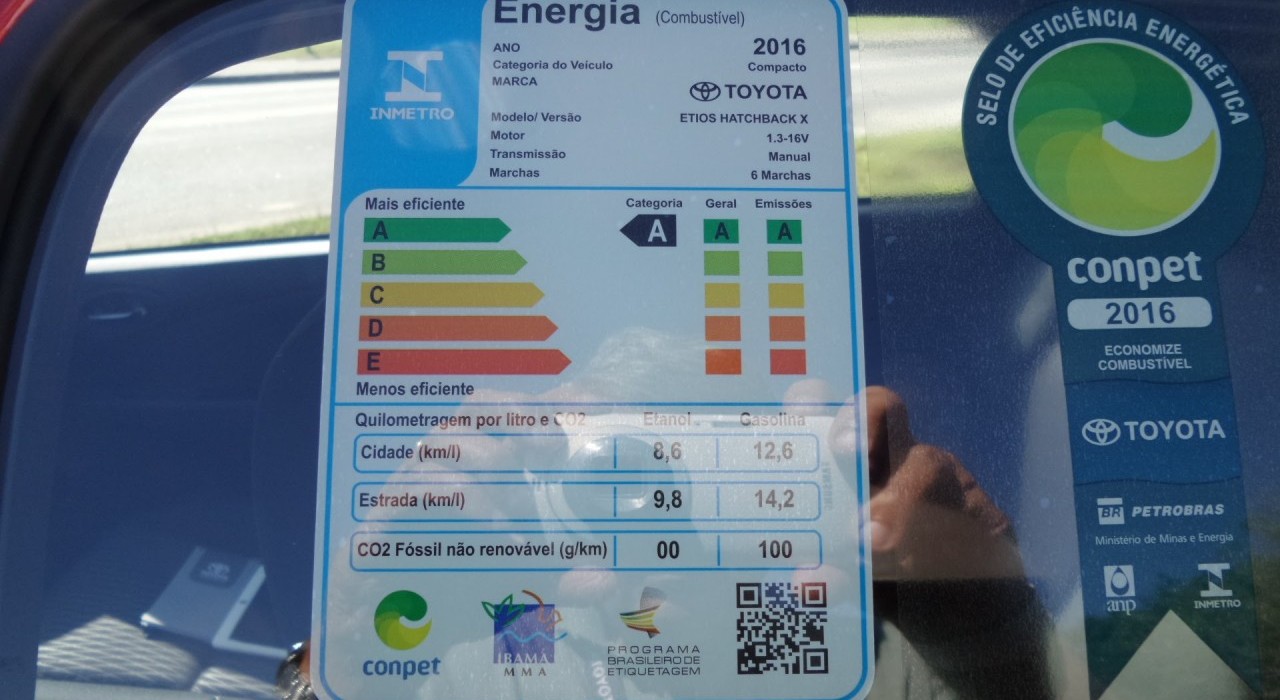 Energia (Combustível)
ANO 2016
Categoria do Veículo Compacto
MARCA TOYOTA
Modelo/ Versão ETIOS HATCHBACK X
Motor 1.3-16V
Transmissão Manual
Marchas 6 Marchas
INMETRO
Mais eficiente
Categoria Geral Emissões
A A A A
B
C
D
E
Menos eficiente
Quilometragem por litro e CO2 Etanol Gasolina
Cidade (km/l) 8,6 12,6
Estrada (km/l) 9,8 14,2
CO2 Fóssil não renovável (g/km) 00 100
conpet
IBAMA
MMA
PROGRAMA
BRASILEIRO DE
ETIQUETAGEM
SELO DE EFICIÊNCIA ENERGÉTICA
conpet
2016
ECONOMIZE
COMBUSTÍVEL
TOYOTA
BR PETROBRAS
Ministério de Minas e Energia
anp INMETRO